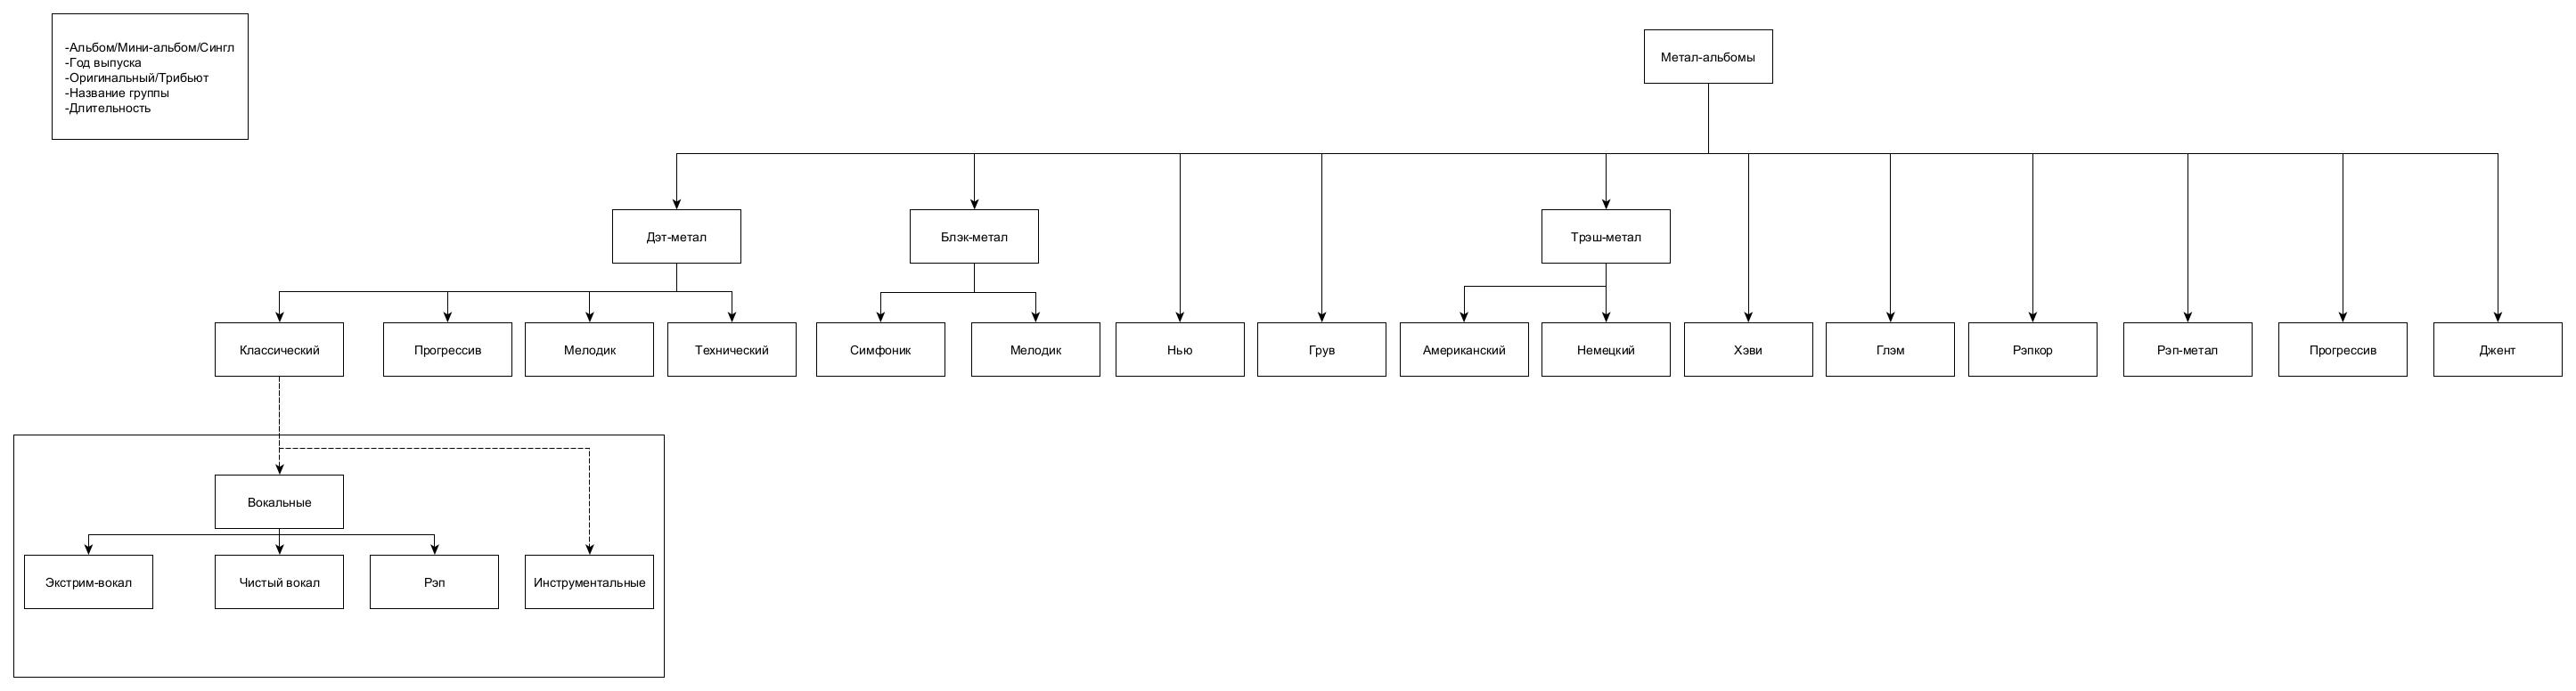 -Альбом/Мини-альбом/Сингл
-Год выпуска
-Оригинальный/Трибьют
-Название группы
-Длительность
Метал-альбомы
Дэт-метал
Блэк-метал
Трэш-метал
Классический
Прогрессив
Мелодик
Технический
Симфоник
Мелодик
Нью
Грув
Американский
Немецкий
Хэви
Глэм
Рэпкор
Рэп-метал
Прогрессив
Джент
Вокальные
Экстрим-вокал
Чистый вокал
Рэп
Инструментальные